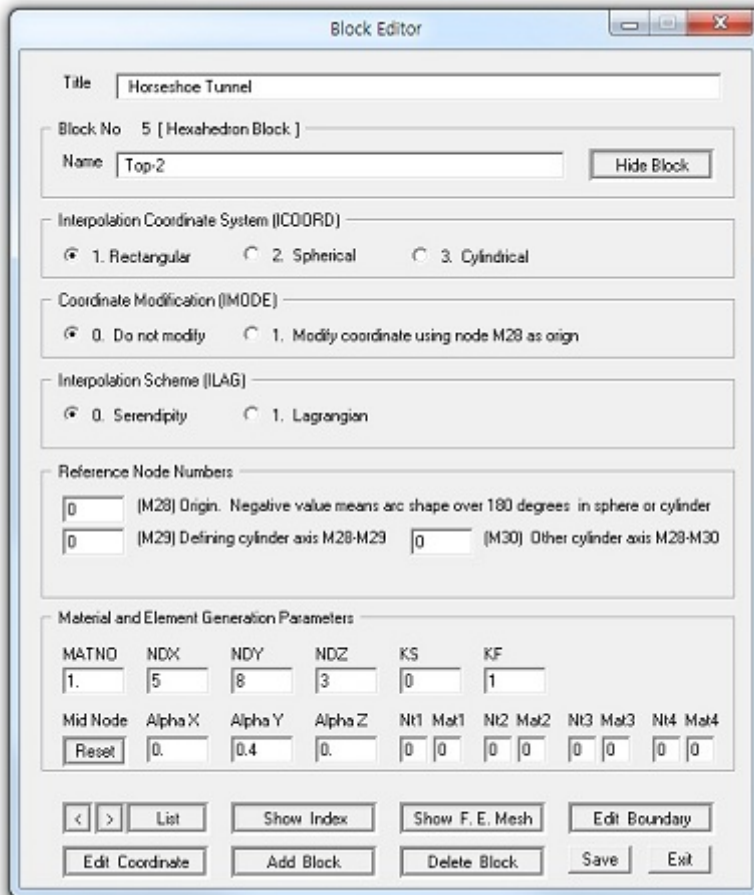 Block Editor
Title Horseshoe Tunnel
Block No 5 [ Hexahedron Block ]
Name Top-2 Hide Block
Interpolation Coordinate System (ICOORD)
1. Rectangular 2. Spherical 3. Cylindrical
Coordinate Modification (IMODE)
0. Do not modify 1. Modify coordinate using node M28 as orign
Interpolation Scheme (ILAG)
0. Serendipity 1. Lagrangian
Reference Node Numbers
0 (M28) Origin. Negative value means arc shape over 180 degrees in sphere or cylinder
0 (M29) Defining cylinder axis M28-M29 0 (M30) Other cylinder axis M28-M30
Material and Element Generation Parameters
MATNO NDX NDY NDZ KS KF
1. 5 8 3 0 1
Mid Node Alpha X Alpha Y Alpha Z Nt1 Mat1 Nt2 Mat2 Nt3 Mat3 Nt4 Mat4
Reset 0. 0.4 0. 0 0 0 0 0 0 0 0
< > List Show Index Show F. E. Mesh Edit Boundary
Edit Coordinate Add Block Delete Block Save Exit